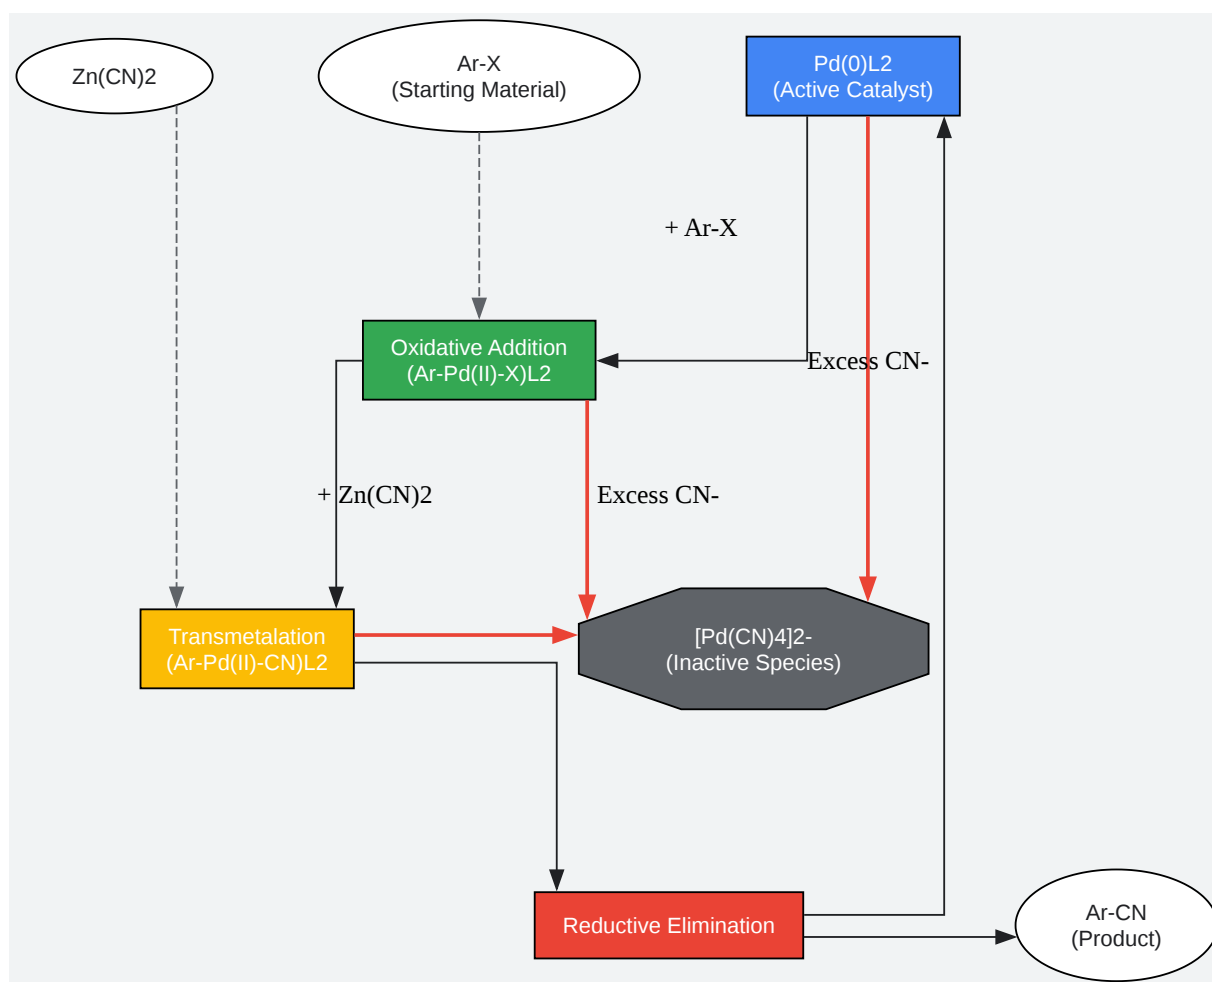 Zn(CN)2
Ar-X
(Starting Material)
Pd(0)L2
(Active Catalyst)
+ Ar-X
Oxidative Addition
(Ar-Pd(II)-X)L2
Excess CN-
+ Zn(CN)2
Excess CN-
Transmetalation
(Ar-Pd(II)-CN)L2
[Pd(CN)4]2-
(Inactive Species)
Reductive Elimination
Ar-CN
(Product)